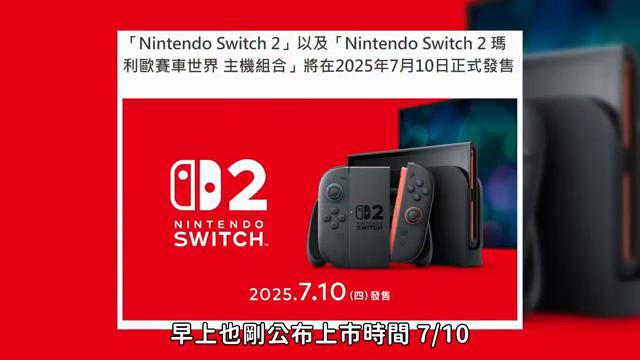 「Nintendo Switch 2」以及「Nintendo Switch 2 瑪
利歐賽車世界 主機組合」將在2025年7月10日正式發售
2
NINTENDO
SWITCH™
2
2025.7.10(四)發售
早上也剛公布上市時間 7/10